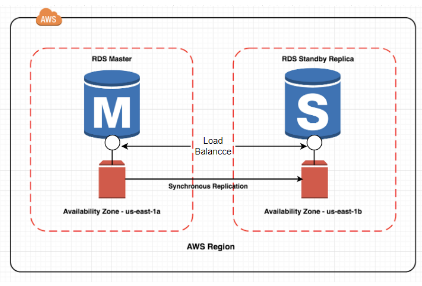 AWS
RDS Master
RDS Standby Replica
M
S
Load
Balanccel
Synchronous Replication
Availability Zone - us-east-1a
Availability Zone - us-east-1b
AWS Region